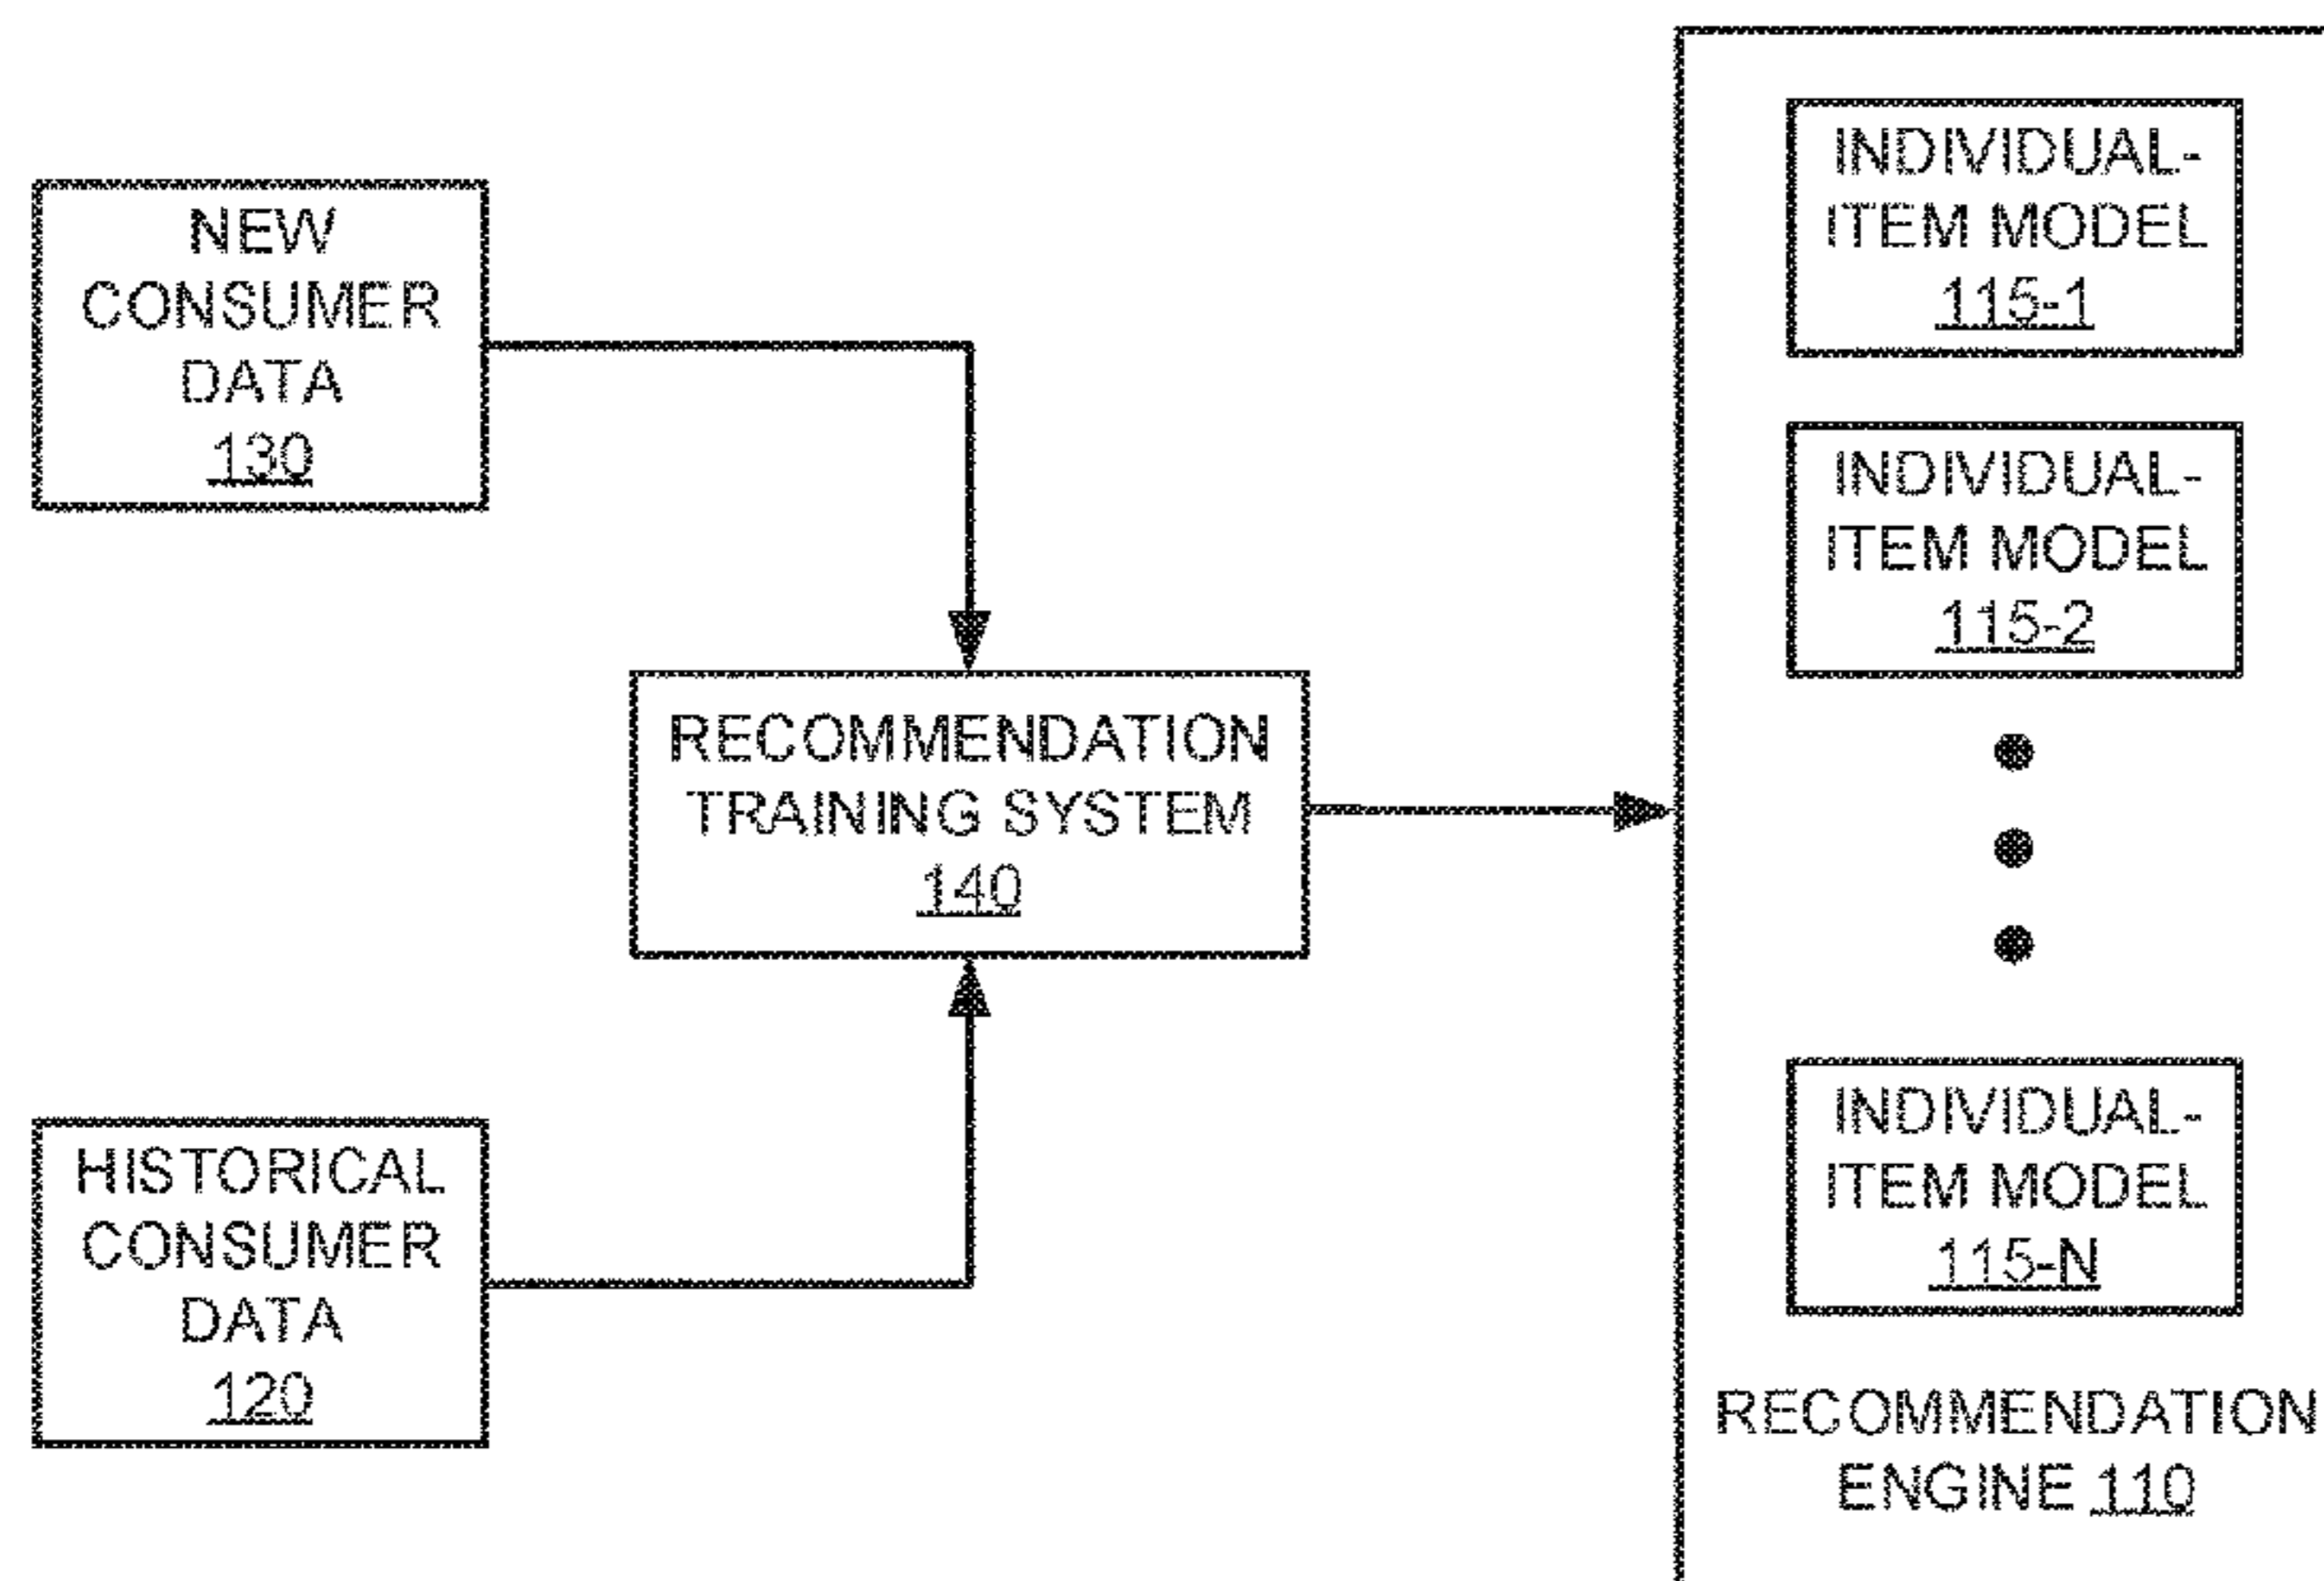 NEW
CONSUMER
DATA
130
HISTORICAL
CONSUMER
DATA
120
RECOMMENDATION
TRAINING SYSTEM
140
INDIVIDUAL-
ITEM MODEL
115-1
INDIVIDUAL-
ITEM MODEL
115-2
INDIVIDUAL-
ITEM MODEL
115-N
RECOMMENDATION
ENGINE 110